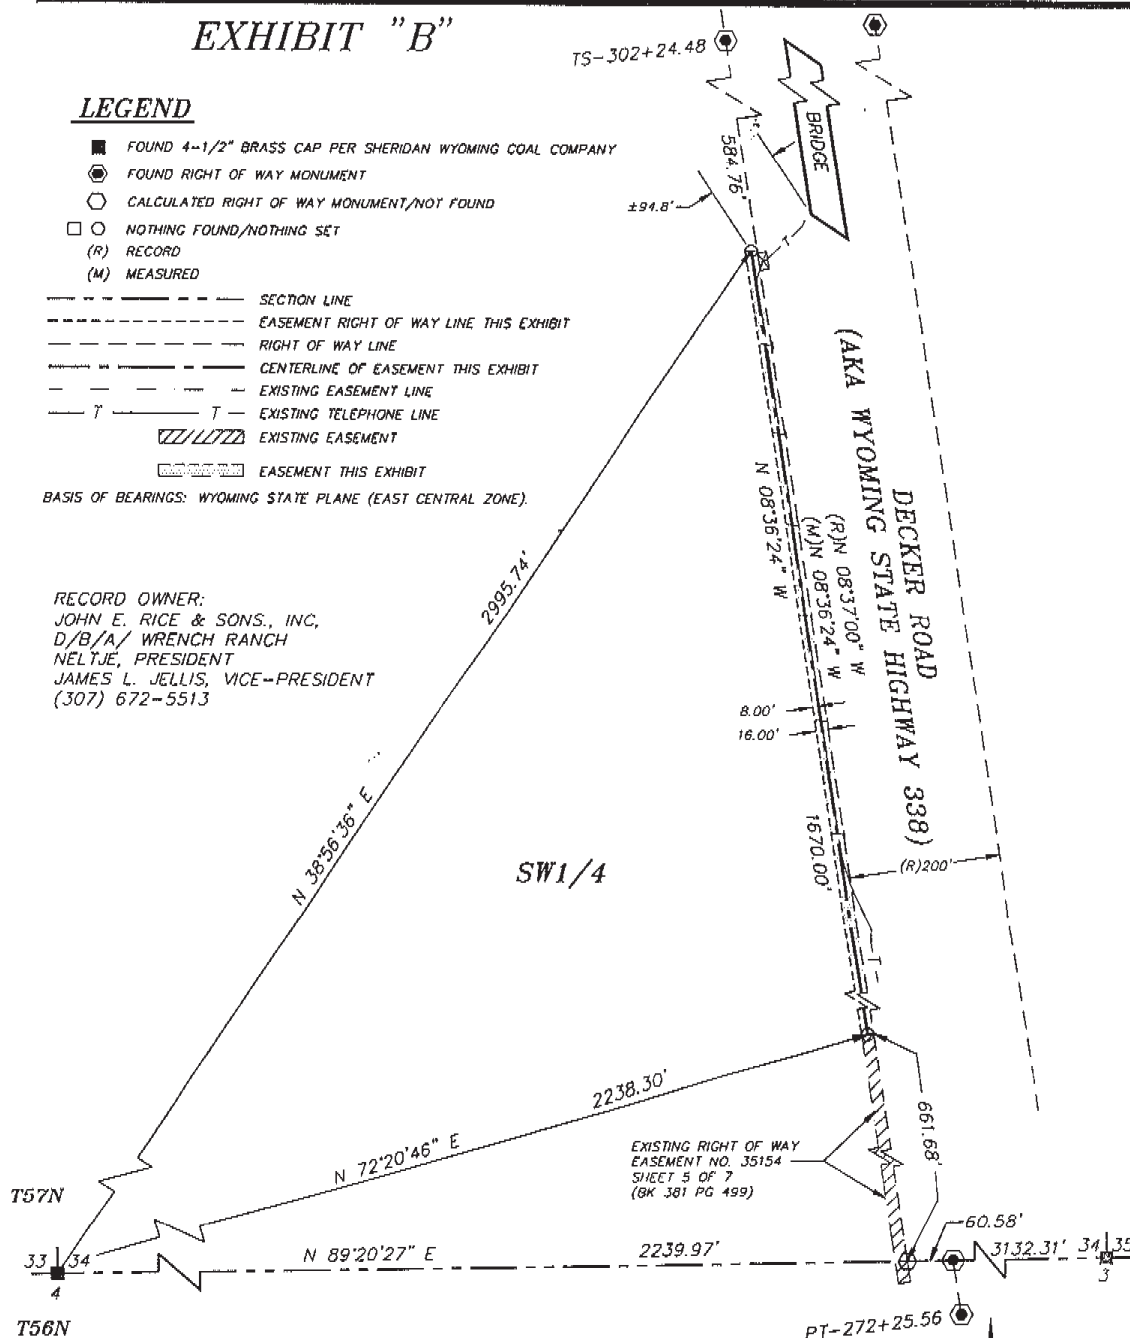 EXHIBIT "B"
TS-302+24.48
LEGEND
FOUND 4-1/2" BRASS CAP PER SHERIDAN WYOMING COAL COMPANY
FOUND RIGHT OF WAY MONUMENT
CALCULATED RIGHT OF WAY MONUMENT/NOT FOUND
NOTHING FOUND/NOTHING SET
(R) RECORD
(M) MEASURED
SECTION LINE
EASEMENT RIGHT OF WAY LINE THIS EXHIBIT
RIGHT OF WAY LINE
CENTERLINE OF EASEMENT THIS EXHIBIT
EXISTING EASEMENT LINE
T T EXISTING TELEPHONE LINE
EXISTING EASEMENT
EASEMENT THIS EXHIBIT
BASIS OF BEARINGS: WYOMING STATE PLANE (EAST CENTRAL ZONE).
BRIDGE
584.76'
±94.8'
T
RECORD OWNER:
JOHN E. RICE & SONS., INC,
D/B/A/ WRENCH RANCH
NELTJE, PRESIDENT
JAMES L. JELLIS, VICE-PRESIDENT
(307) 672-5513
2995.74'
N 38°56'36" E
N 08°36'24" W
(R)N 08°37'00" W
(M)N 08°36'24" W
DECKER ROAD
(AKA WYOMING STATE HIGHWAY 338)
8.00'
16.00'
1670.00'
SW1/4
(R)200'
T
2238.30'
N 72°20'46" E
661.68'
EXISTING RIGHT OF WAY
EASEMENT NO. 35154
SHEET 5 OF 7
(BK 381 PG 499)
T57N
60.58'
33 34
N 89°20'27" E
2239.97'
3132.31'
34 35
4
3
T56N
PT-272+25.56